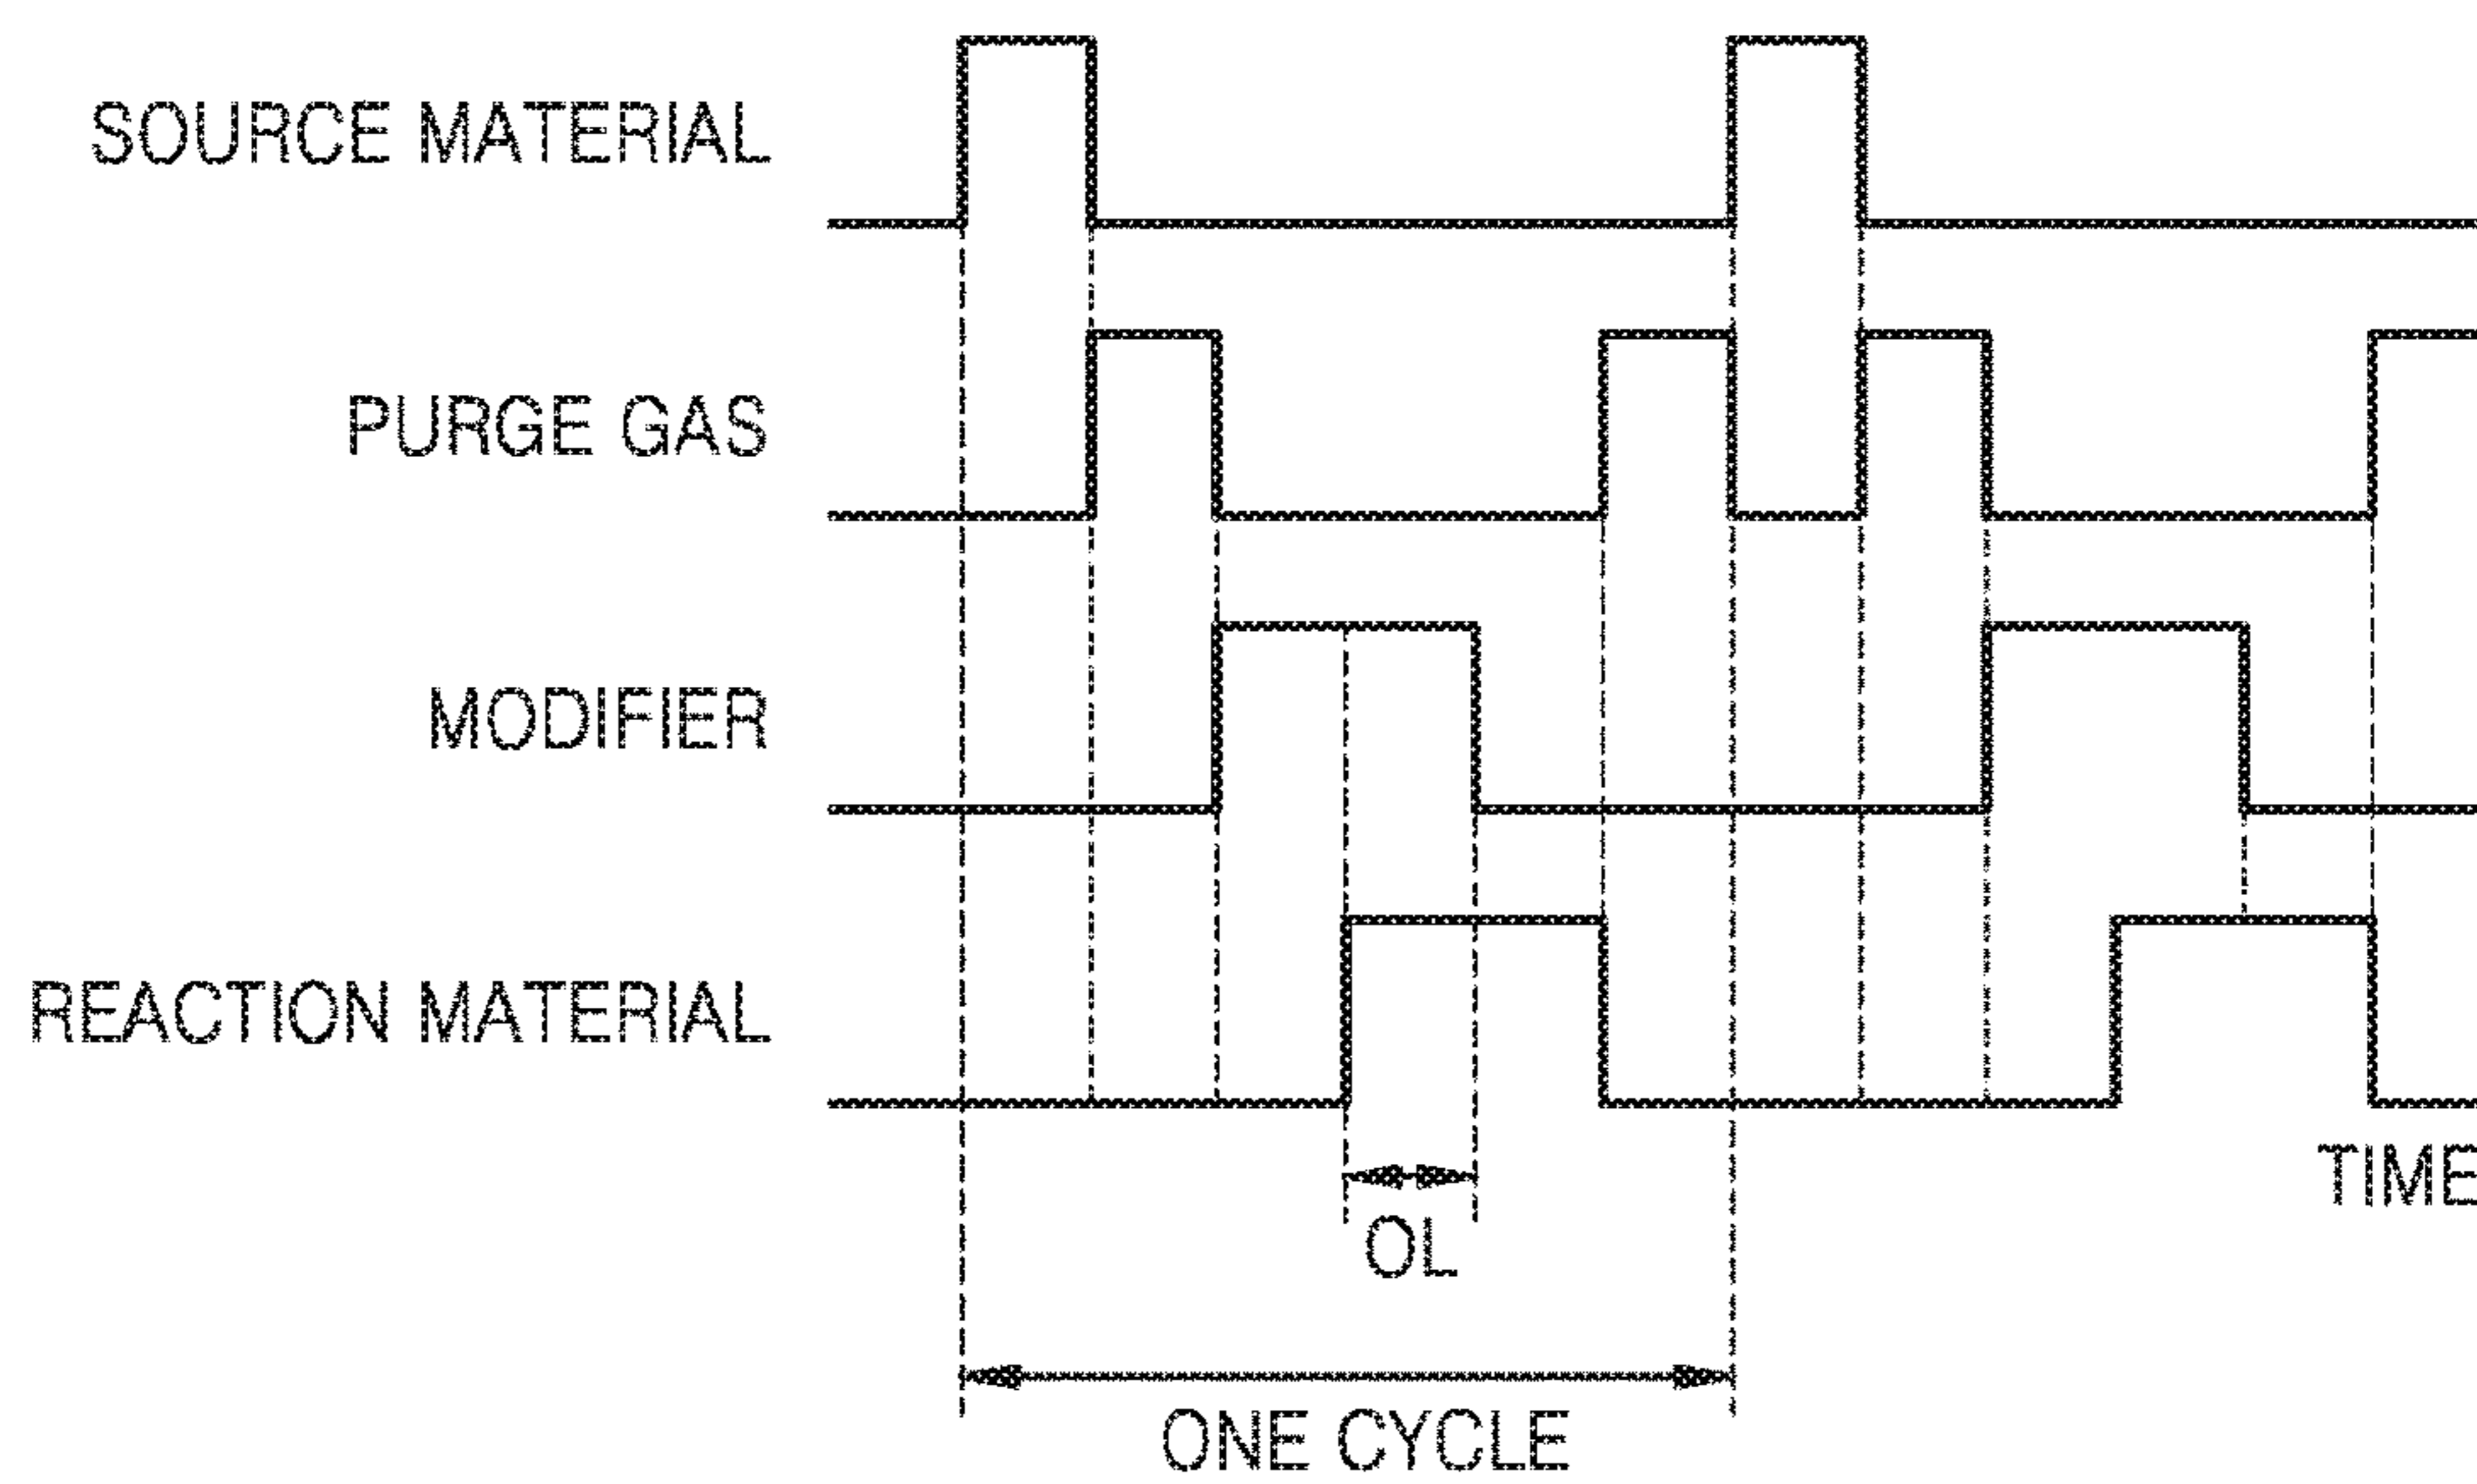 SOURCE MATERIAL
PURGE GAS
MODIFIER
REACTION MATERIAL
TIME
OL
ONE CYCLE